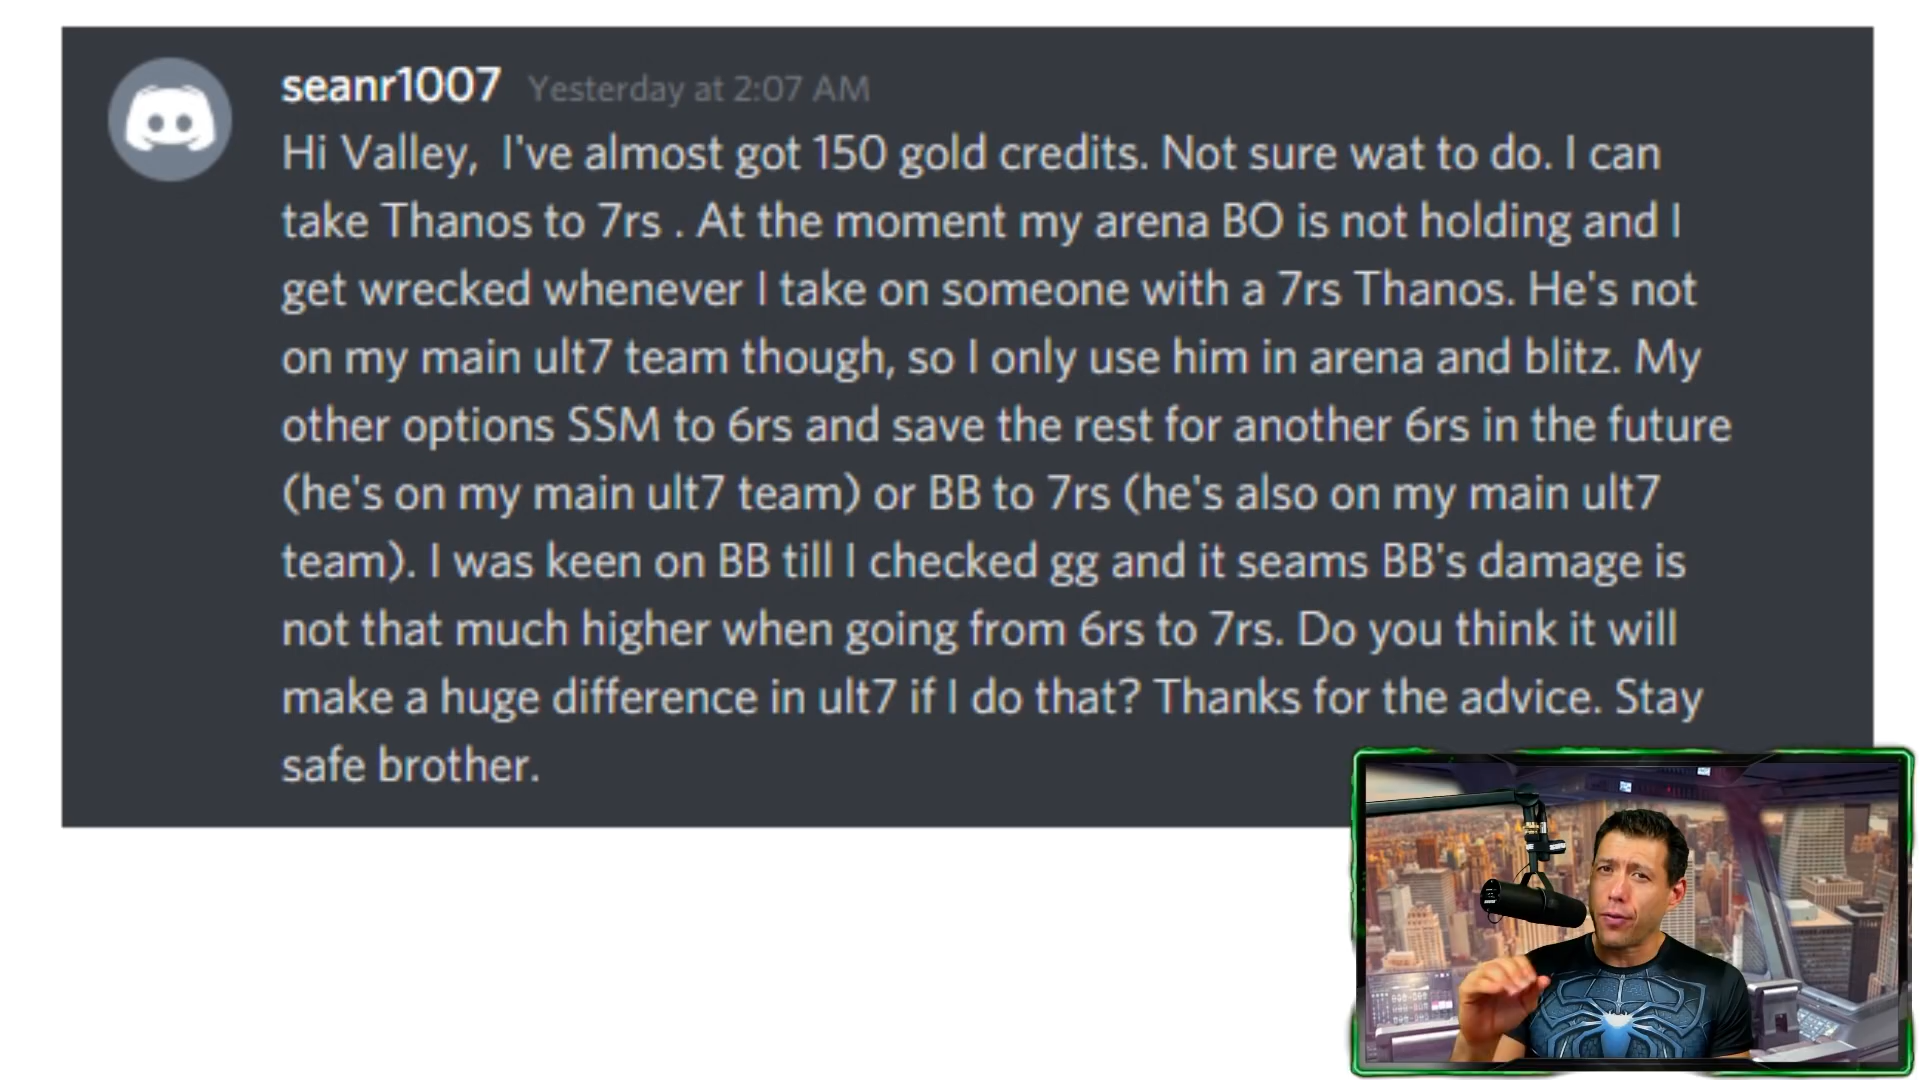 seanr1007 Yesterday at 2:07 AM
Hi Valley, I've almost got 150 gold credits. Not sure wat to do. I can
take Thanos to 7rs . At the moment my arena BO is not holding and I
get wrecked whenever I take on someone with a 7rs Thanos. He's not
on my main ult7 team though, so I only use him in arena and blitz. My
other options SSM to 6rs and save the rest for another 6rs in the future
(he's on my main ult7 team) or BB to 7rs (he's also on my main ult7
team). I was keen on BB till I checked gg and it seams BB's damage is
not that much higher when going from 6rs to 7rs. Do you think it will
make a huge difference in ult7 if I do that? Thanks for the advice. Stay
safe brother.